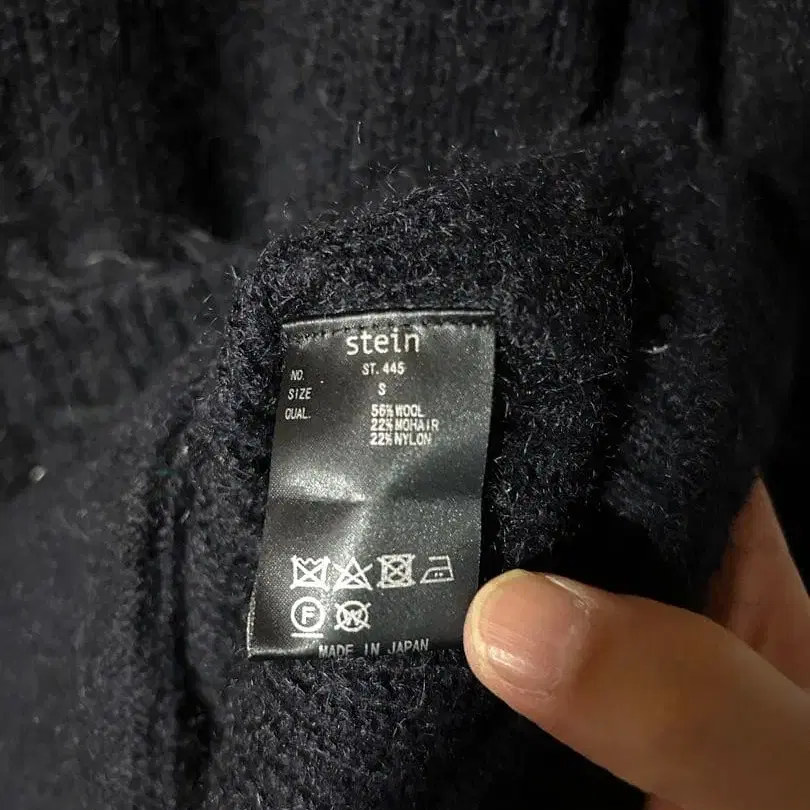 stein
NO. ST. 445
SIZE S
QUAL. 56% WOOL
22% MOHAIR
22% NYLON
F W
MADE IN JAPAN